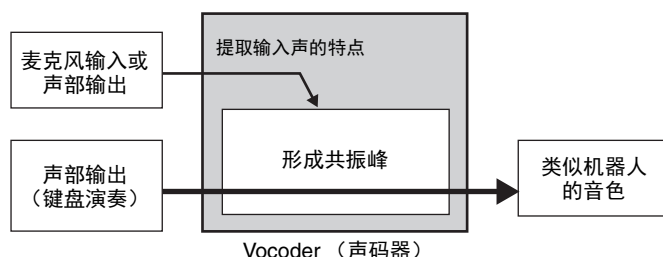 麦克风输入或
声部输出
提取输入声的特点
形成共振峰
声部输出
（键盘演奏）
类似机器人
的音色
Vocoder （声码器）